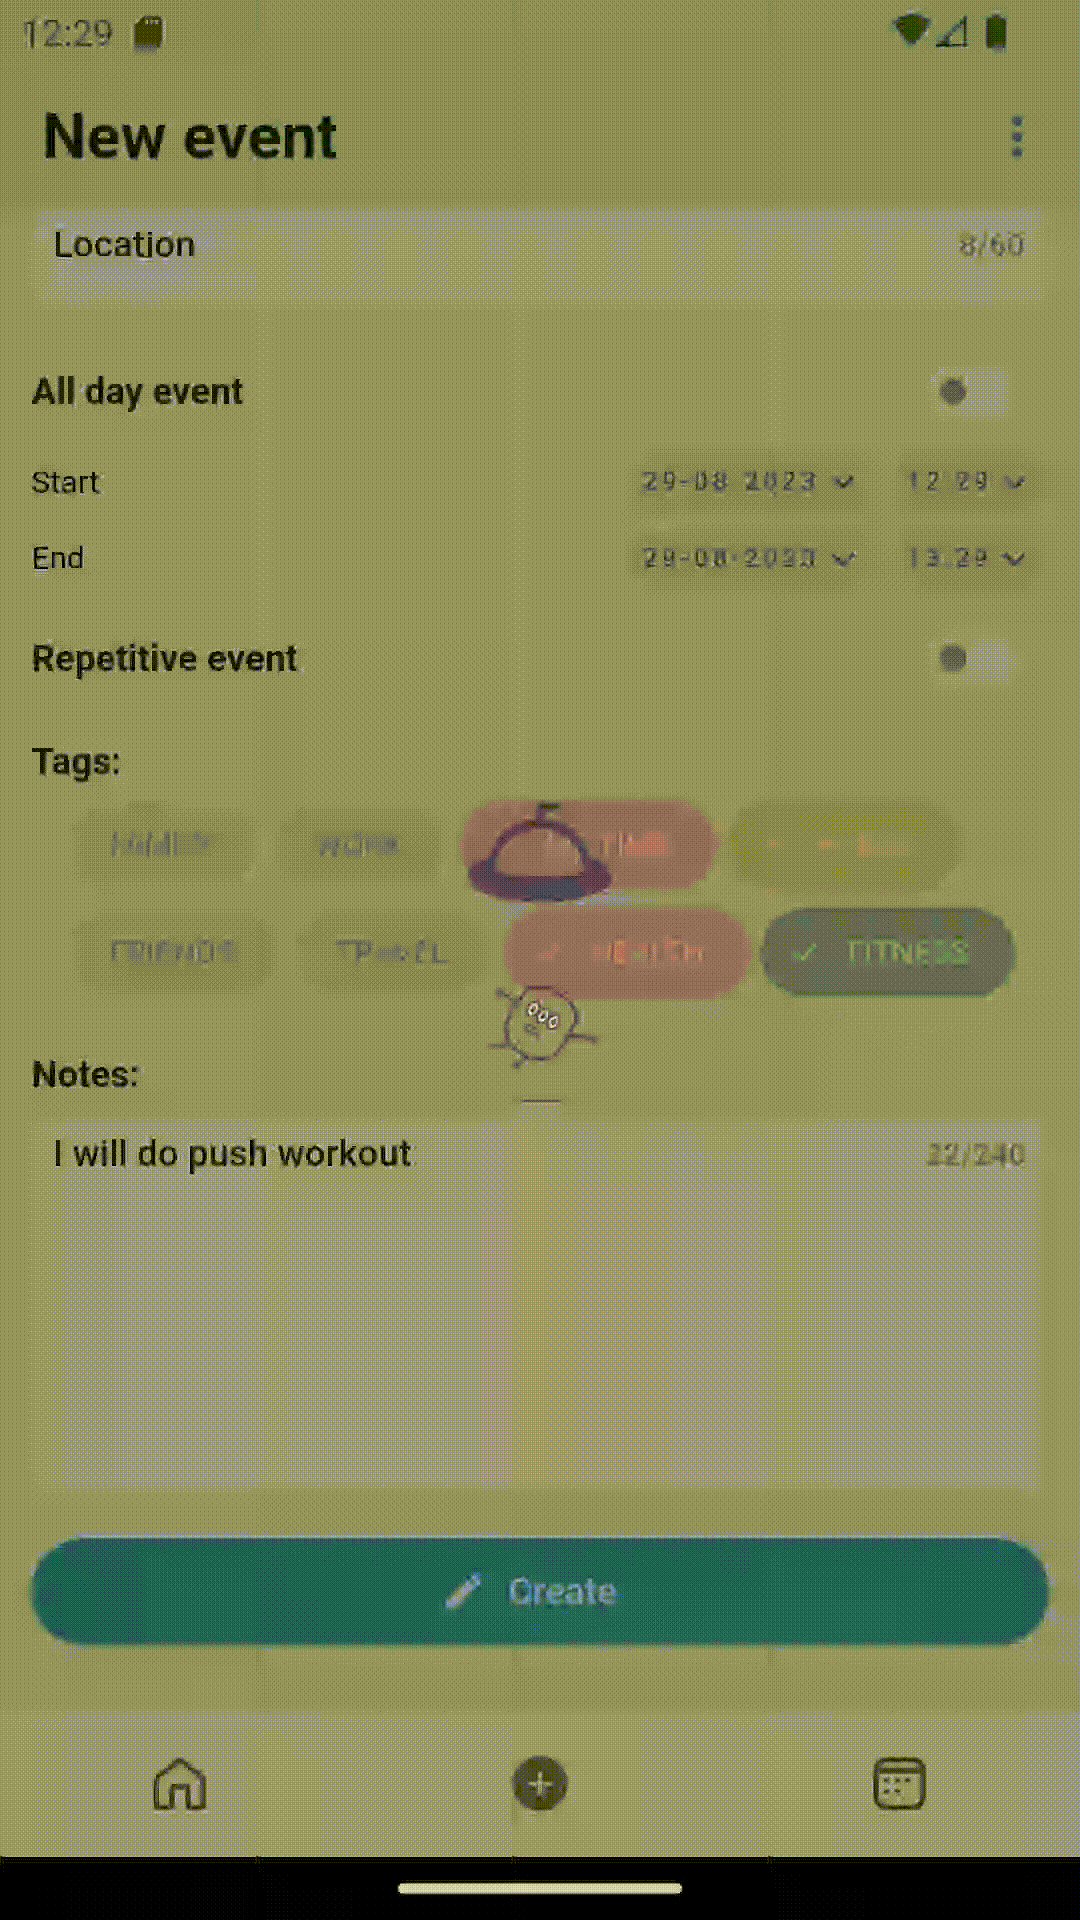 12:29
New event
Location 8/60
All day event
Start 29-08 2023 12 29
End 29-08-2023 13:29
Repetitive event
Tags:
FAMILY WORK
FRIENDS TRAVEL HEALTH FITNESS
Notes:
I will do push workout 22/240
Create